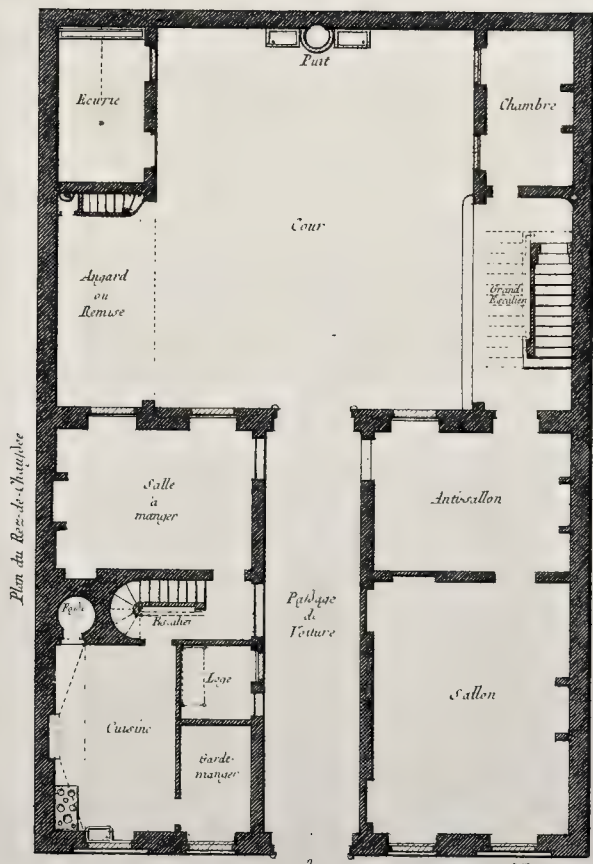 Puit
Ecurie
Chambre
Cour
Angard
ou
Remise
Grand
Escalier
Plan du Rez-de-Chaussée
Salle
à
manger
Antisallon
Escalier
Passage
de
Voiture
Loge
Sallon
Cuisine
Garde-
manger